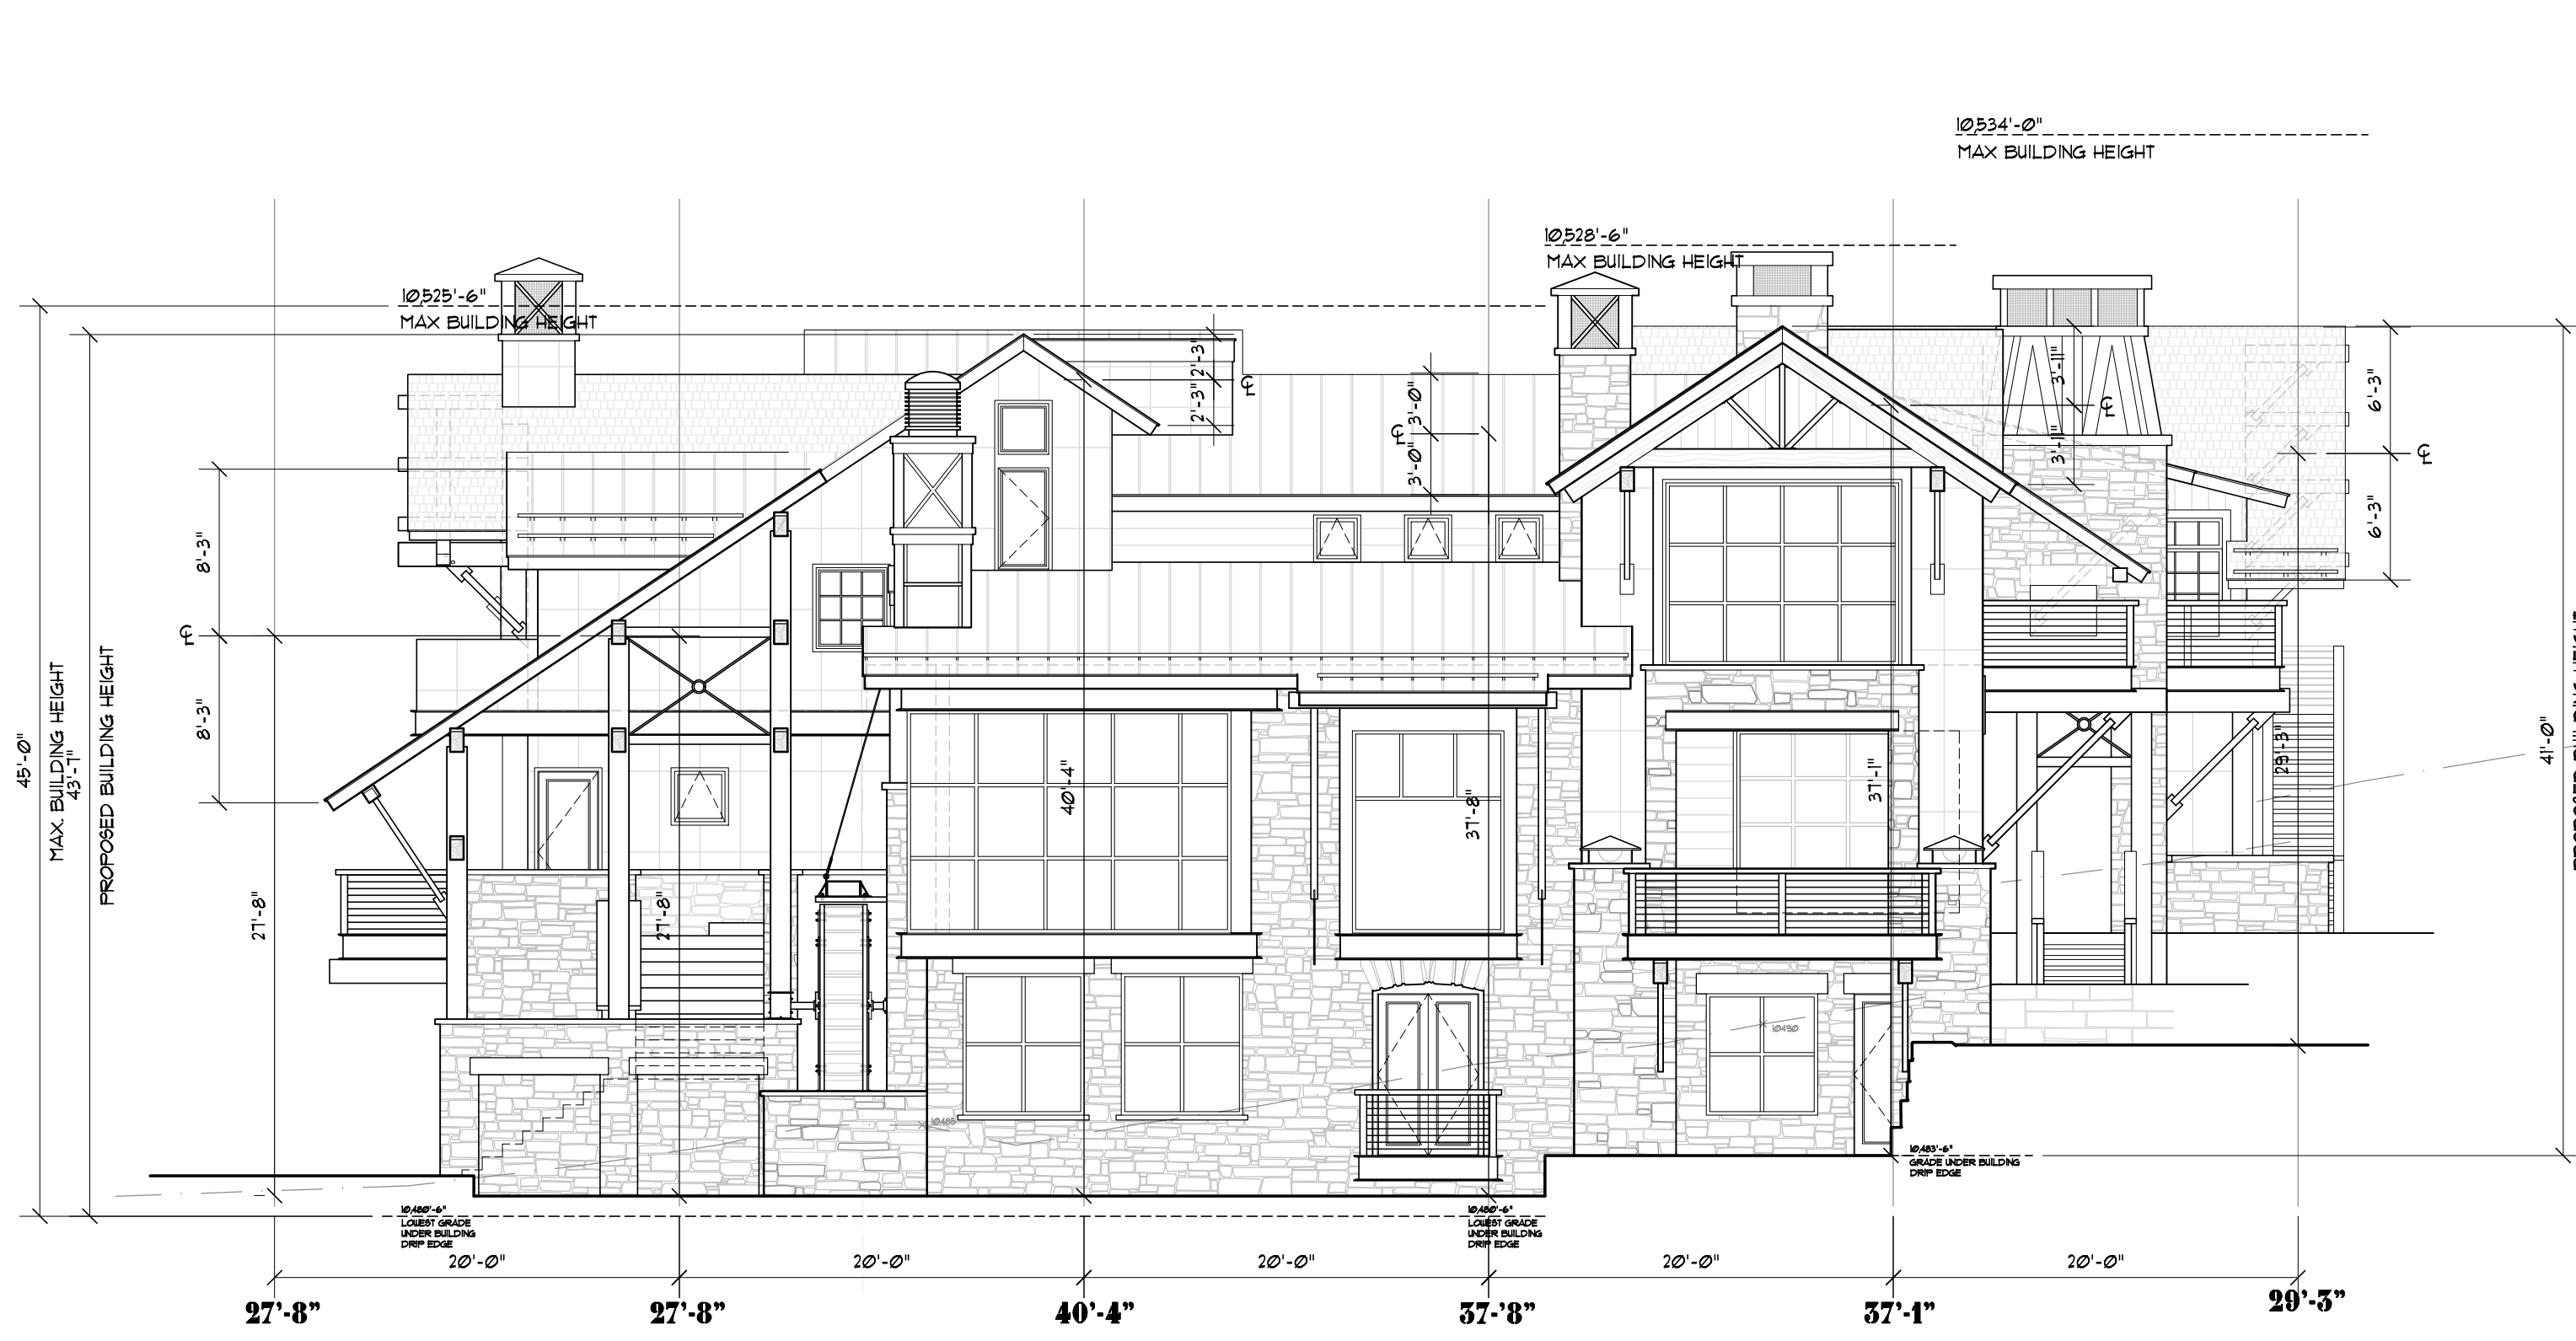 10,534'-0"
MAX BUILDING HEIGHT
10,528'-6"
MAX BUILDING HEIGHT
10,525'-6"
MAX BUILDING HEIGHT
2'-3"
2'-3"
3'-0"
3'-0"
3'-11"
3'-11"
6'-3"
6'-3"
8'-3"
8'-3"
45'-0"
MAX. BUILDING HEIGHT
43'-7"
PROPOSED BUILDING HEIGHT
27'-8"
27'-8"
40'-4"
37'-8"
37'-1"
29'-3"
41'-0"
10490
10485
10,483'-6"
GRADE UNDER BUILDING
DRIP EDGE
10,480'-6"
LOWEST GRADE
UNDER BUILDING
DRIP EDGE
10,480'-6"
LOWEST GRADE
UNDER BUILDING
DRIP EDGE
20'-0"
20'-0"
20'-0"
20'-0"
20'-0"
27'-8”
27'-8”
40'-4”
37'-'8”
37'-1”
29'-3”